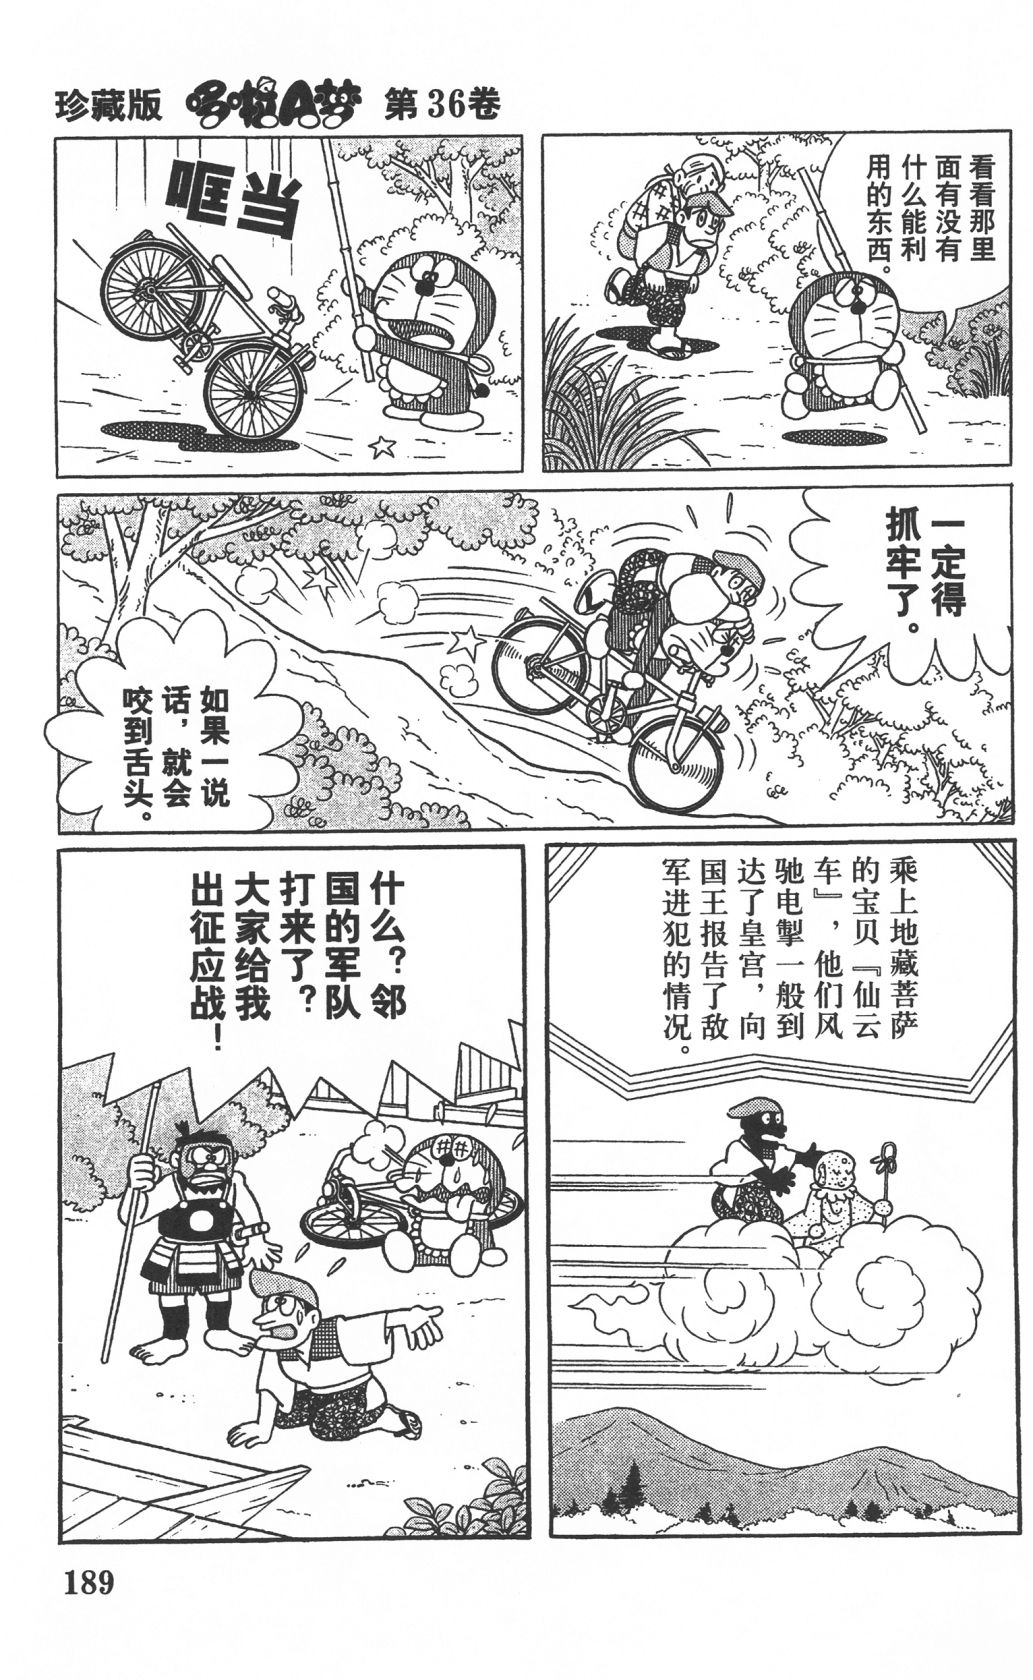 珍藏版 哆啦A梦 第36卷
看看那里
面有没有
什么能利
用的东西。
哐当
一定得
抓牢了。
如果一说
话，就会
咬到舌头。
乘上地藏菩萨
的宝贝『仙云
车』，他们风
驰电掣一般到
达了皇宫，向
国王报告了敌
军进犯的情况。
什么？邻
国的军队
打来了？
大家给我
出征应战！
189